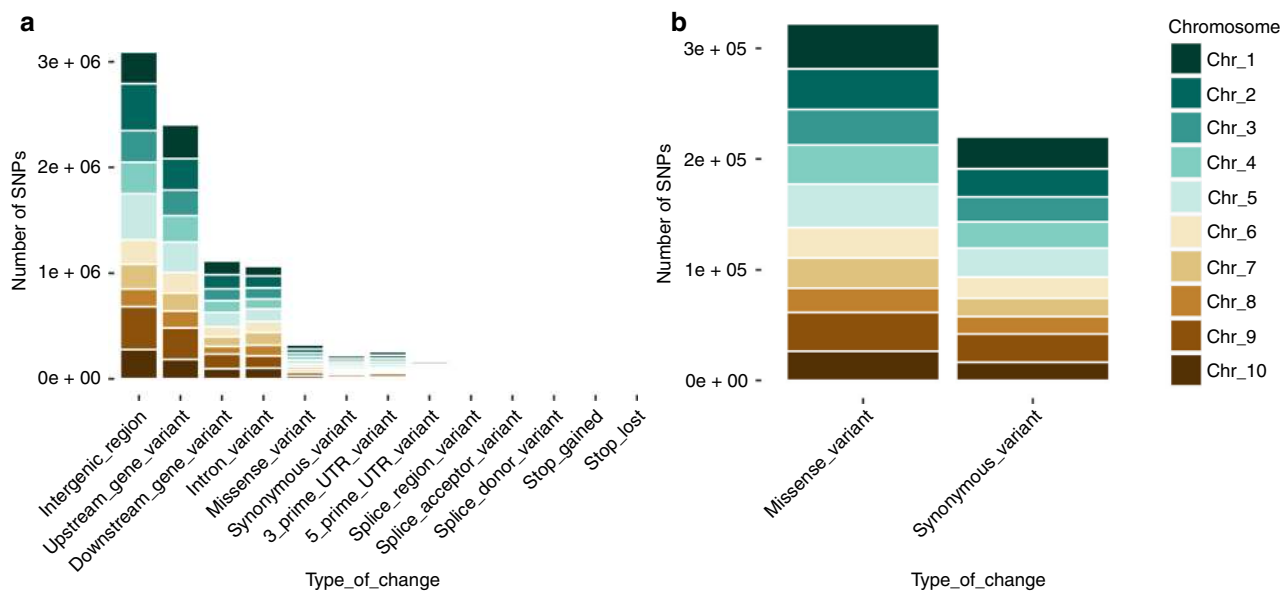 a
Number of SNPs
3e + 06
2e + 06
1e + 06
0e + 00
Intergenic_region
Upstream_gene_variant
Downstream_gene_variant
Intron_variant
Missense_variant
Synonymous_variant
3_prime_UTR_variant
5_prime_UTR_variant
Splice_region_variant
Splice_acceptor_variant
Splice_donor_variant
Stop_gained
Stop_lost
Type_of_change
b
Number of SNPs
3e + 05
2e + 05
1e + 05
0e + 00
Missense_variant
Synonymous_variant
Type_of_change
Chromosome
Chr_1
Chr_2
Chr_3
Chr_4
Chr_5
Chr_6
Chr_7
Chr_8
Chr_9
Chr_10